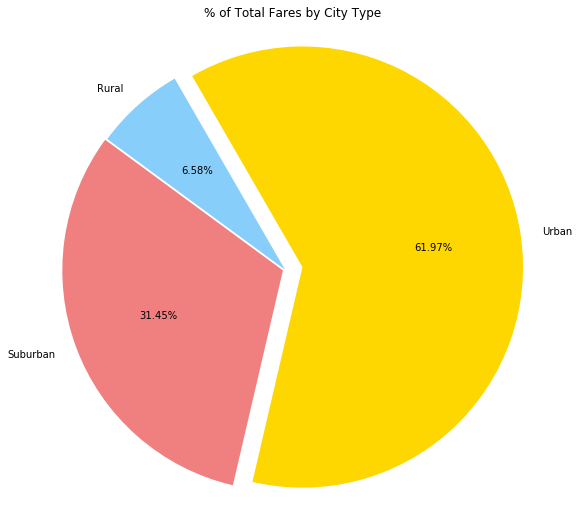 % of Total Fares by City Type
Rural
6.58%
Urban
61.97%
31.45%
Suburban